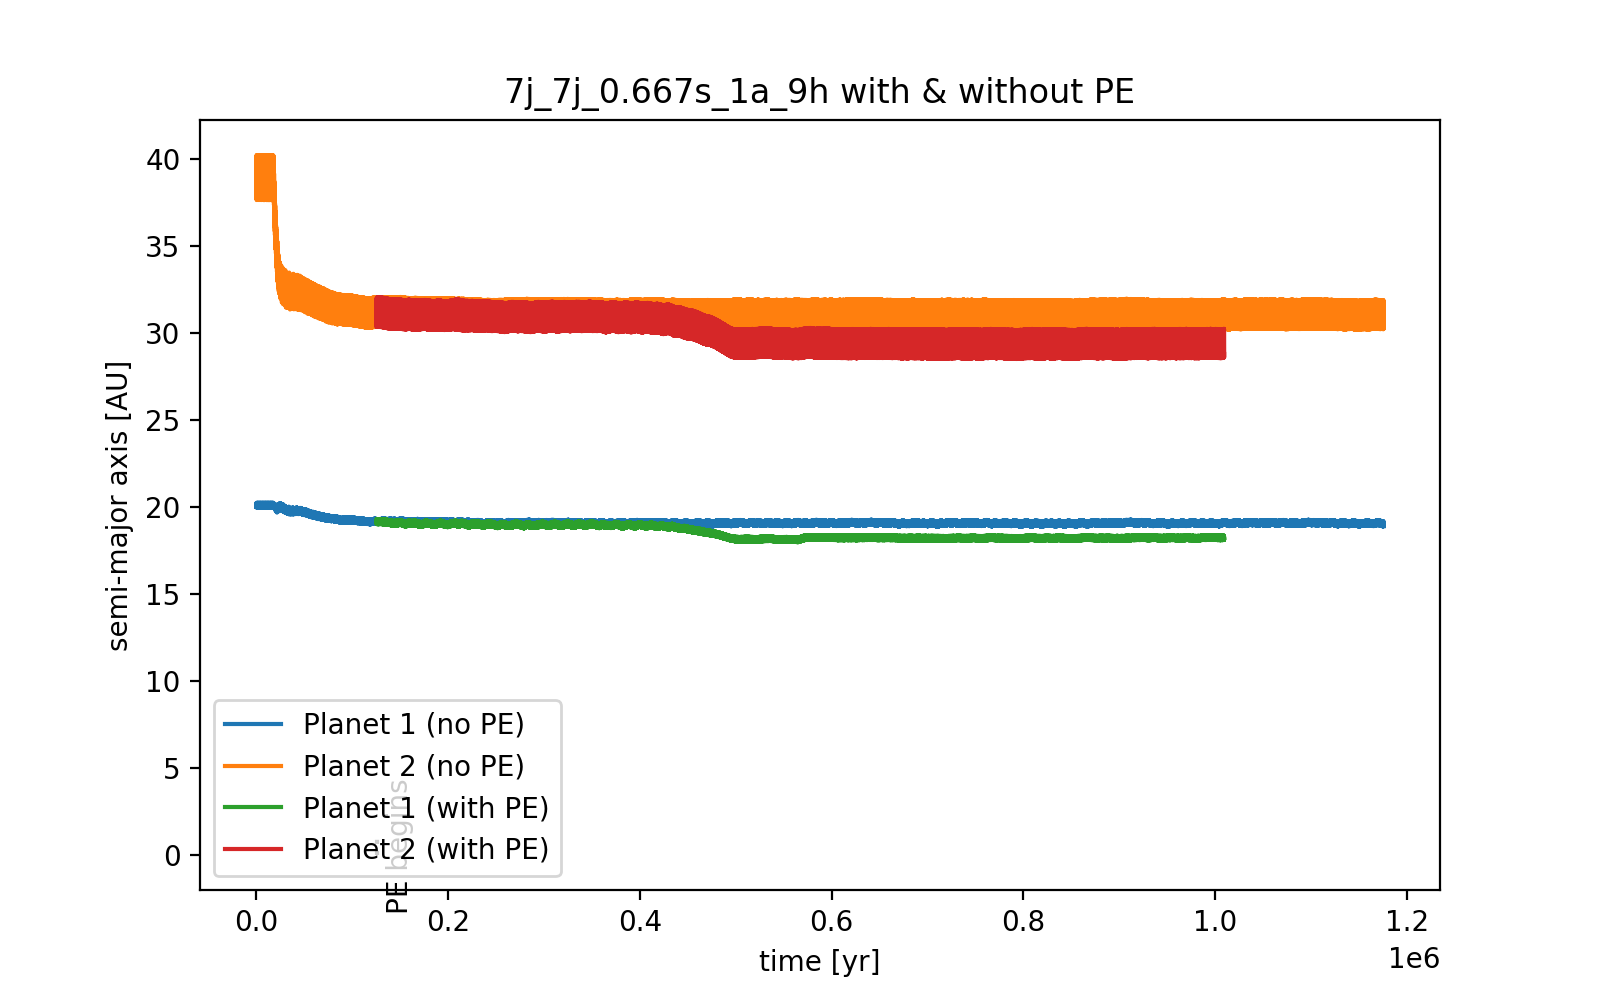 7j_7j_0.667s_1a_9h with & without PE
semi-major axis [AU]
40
35
30
25
20
15
10
5
0
Planet 1 (no PE)
Planet 2 (no PE)
Planet 1 (with PE)
Planet 2 (with PE)
PE begins
0.0 0.2 0.4 0.6 0.8 1.0 1.2
1e6
time [yr]